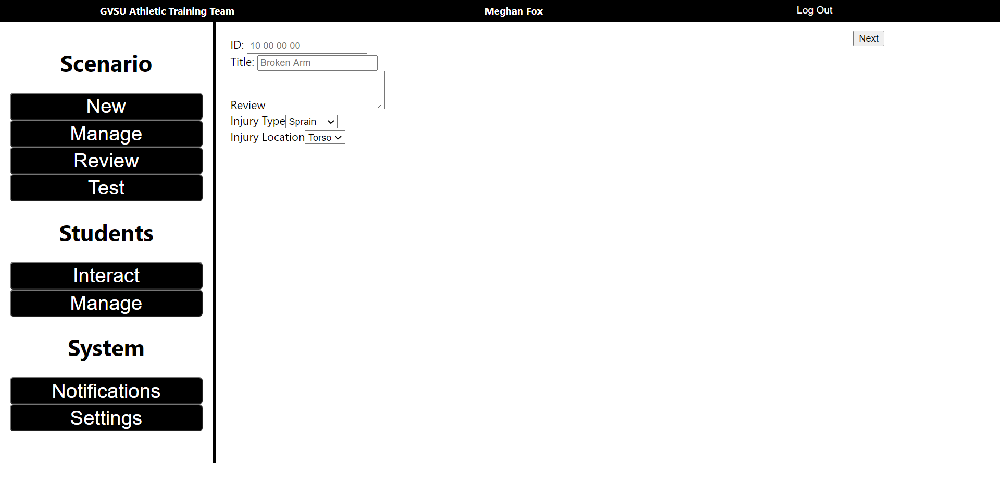 GVSU Athletic Training Team Meghan Fox Log Out
Scenario
New
Manage
Review
Test
Students
Interact
Manage
System
Notifications
Settings
Next
ID: 10 00 00 00
Title: Broken Arm
Review
Injury Type Sprain
Injury Location Torso